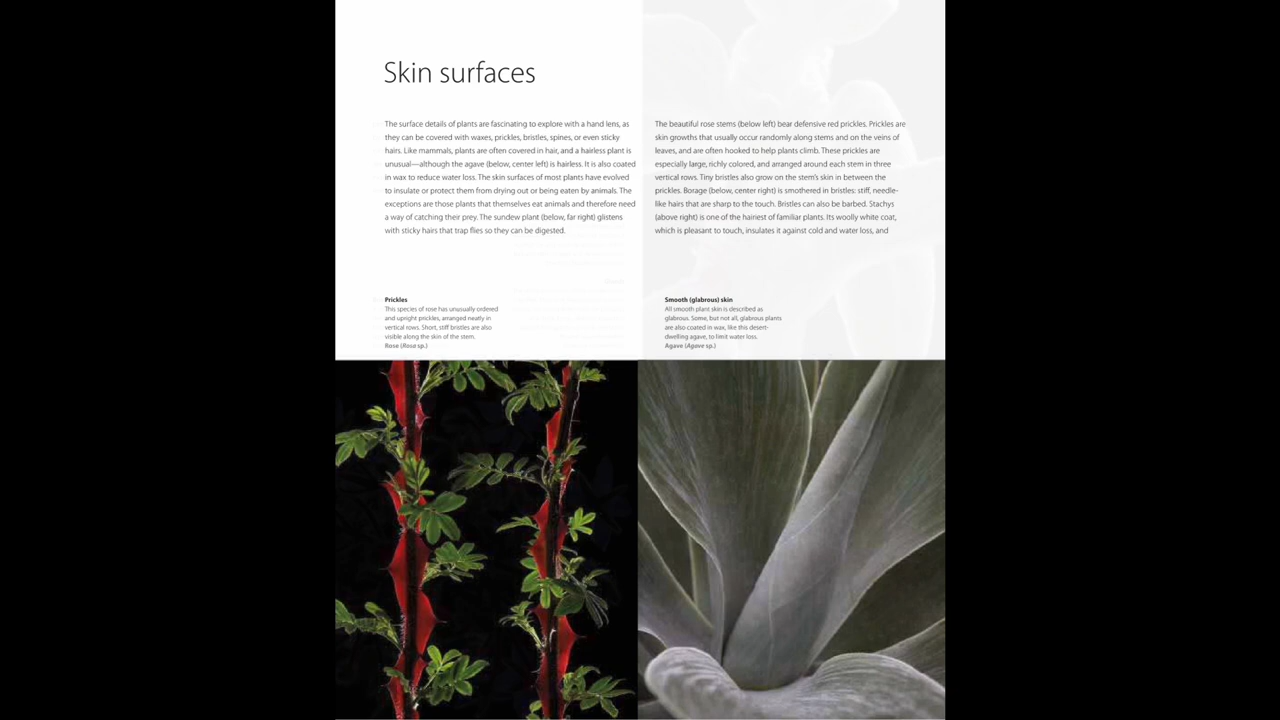 Skin surfaces
The surface details of plants are fascinating to explore with a hand lens, as
they can be covered with waxes, prickles, bristles, spines, or even sticky
hairs. Like mammals, plants are often covered in hair, and a hairless plant is
unusual—although the agave (below, center left) is hairless. It is also coated
in wax to reduce water loss. The skin surfaces of most plants have evolved
to insulate or protect them from drying out or being eaten by animals. The
exceptions are those plants that themselves eat animals and therefore need
a way of catching their prey. The sundew plant (below, far right) glistens
with sticky hairs that trap flies so they can be digested.
The beautiful rose stems (below left) bear defensive red prickles. Prickles are
skin growths that usually occur randomly along stems and on the veins of
leaves, and are often hooked to help plants climb. These prickles are
especially large, richly colored, and arranged around each stem in three
vertical rows. Tiny bristles also grow on the stem's skin in between the
prickles. Borage (below, center right) is smothered in bristles: stiff, needle-
like hairs that are sharp to the touch. Bristles can also be barbed. Stachys
(above right) is one of the hairiest of familiar plants. Its woolly white coat,
which is pleasant to touch, insulates it against cold and water loss, and
Prickles
This species of rose has unusually ordered
and upright prickles, arranged neatly in
vertical rows. Short, stiff bristles are also
visible along the skin of the stem.
Rose (Rosa sp.)
Smooth (glabrous) skin
All smooth plant skin is described as
glabrous. Some, but not all, glabrous plants
are also coated in wax, like this desert-
dwelling agave, to limit water loss.
Agave (Agave sp.)